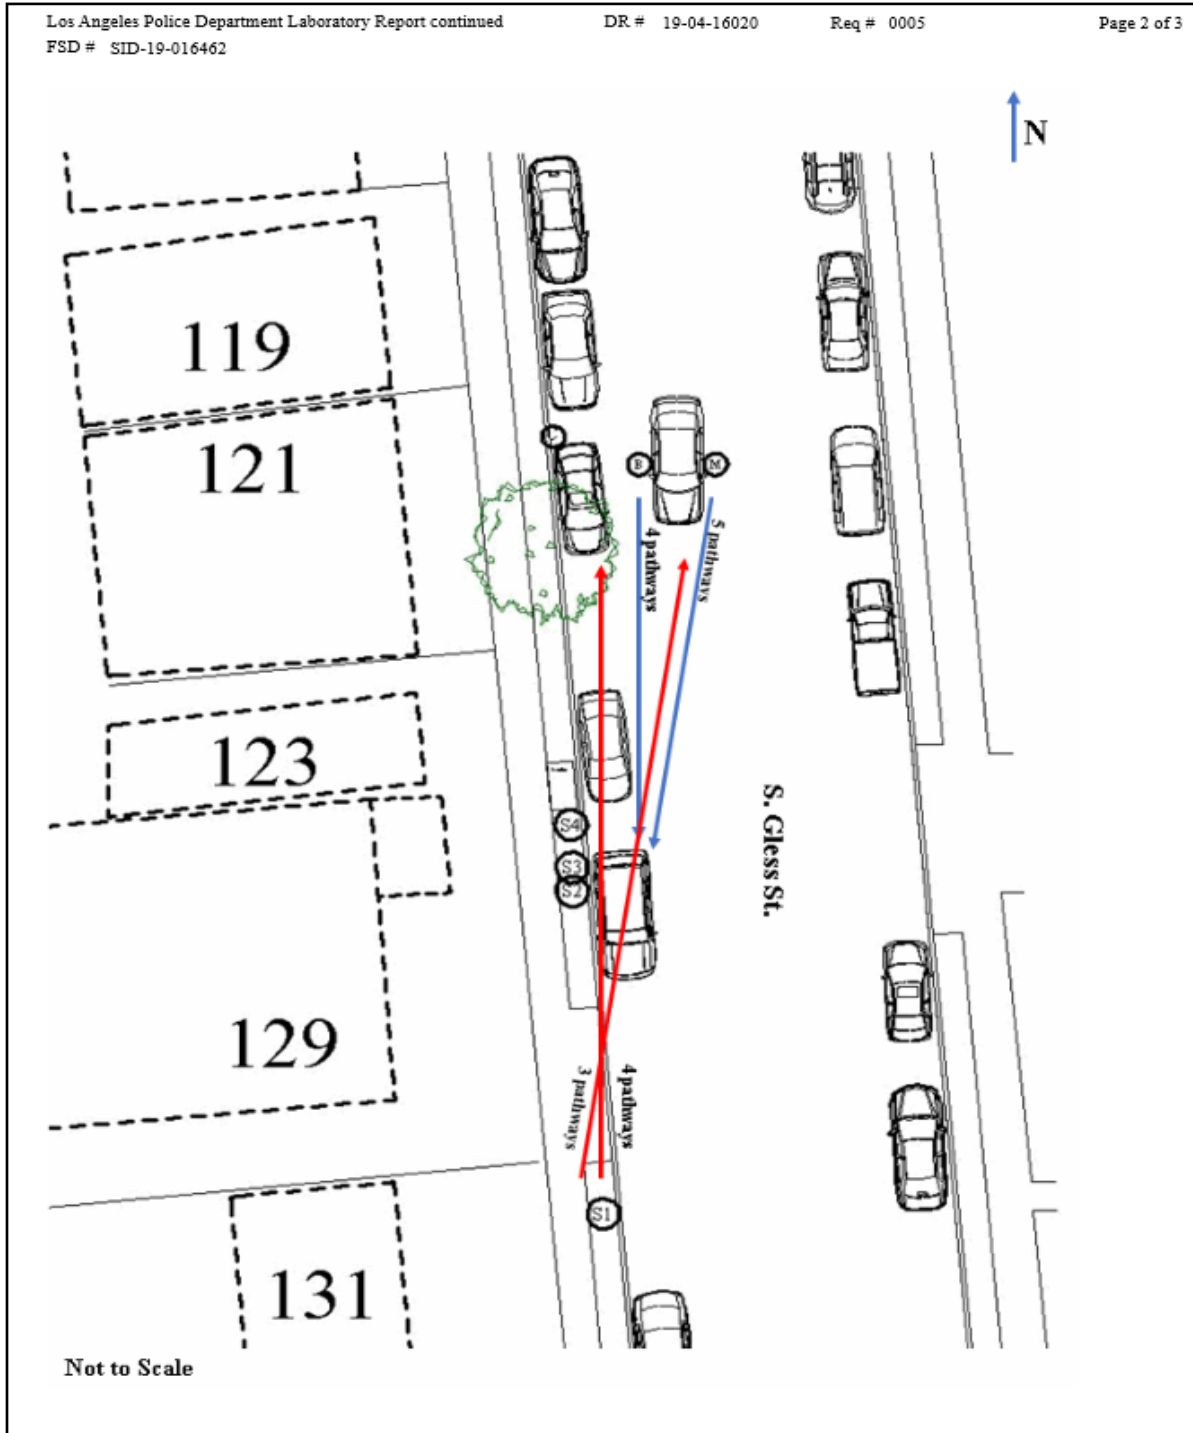 Los Angeles Police Department Laboratory Report continued DR # 19-04-16020 Req # 0005 Page 2 of 3
FSD # SID-19-016462
N
119
121
B
M
4 pathways
5 pathways
123
S. Gless St.
S4
S3
S2
129
3 pathways
4 pathways
S1
131
Not to Scale